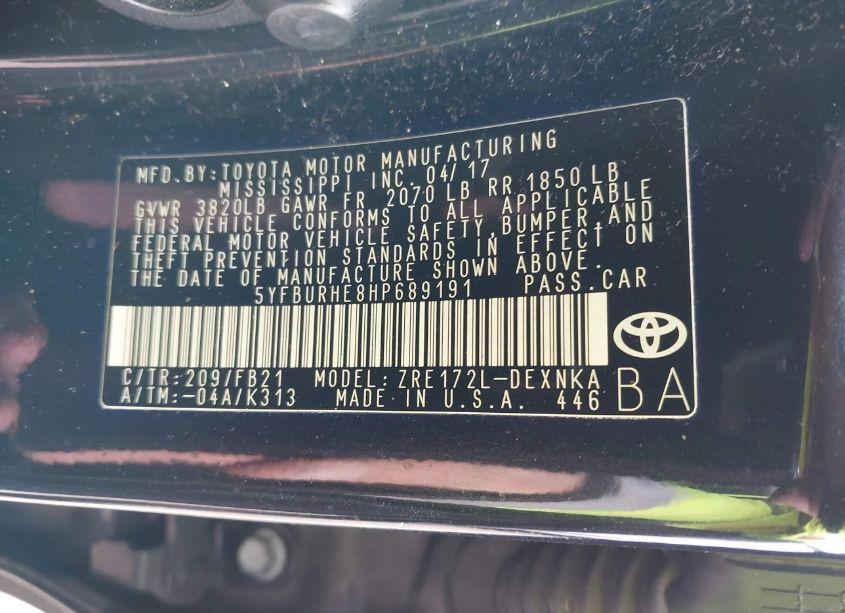 MFD.BY:TOYOTA MOTOR MANUFACTURING
MISSISSIPPI INC.04/17
GVWR 3820LB GAWR FR 2070 LB RR 1850LB
THIS VEHICLE CONFORMS TO ALL APPLICABLE
FEDERAL MOTOR VEHICLE SAFETY,BUMPER,AND
THEFT PREVENTION STANDARDS IN EFFECT ON
THE DATE OF MANUFACTURE SHOWN ABOVE.
5YFBURHE8HP689191 PASS.CAR
C/TR:209/FB21 MODEL: ZRE172L-DEXNKA
A/TM:-04A/K313 MADE IN U.S.A. 446
BA